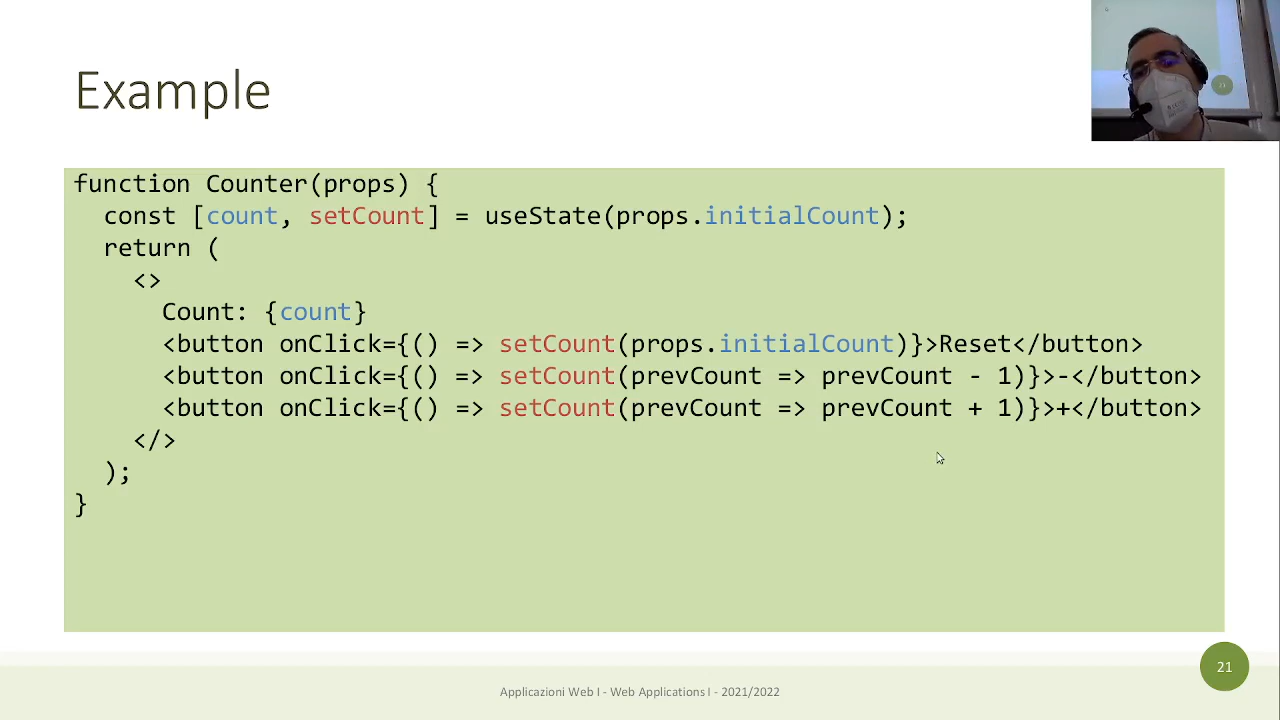 Example
function Counter(props) {
  const [count, setCount] = useState(props.initialCount);
  return (
    <>
      Count: {count}
      <button onClick={() => setCount(props.initialCount)}>Reset</button>
      <button onClick={() => setCount(prevCount => prevCount - 1)}>-</button>
      <button onClick={() => setCount(prevCount => prevCount + 1)}>+</button>
    </>
  );
}
21
Applicazioni Web I - Web Applications I - 2021/2022